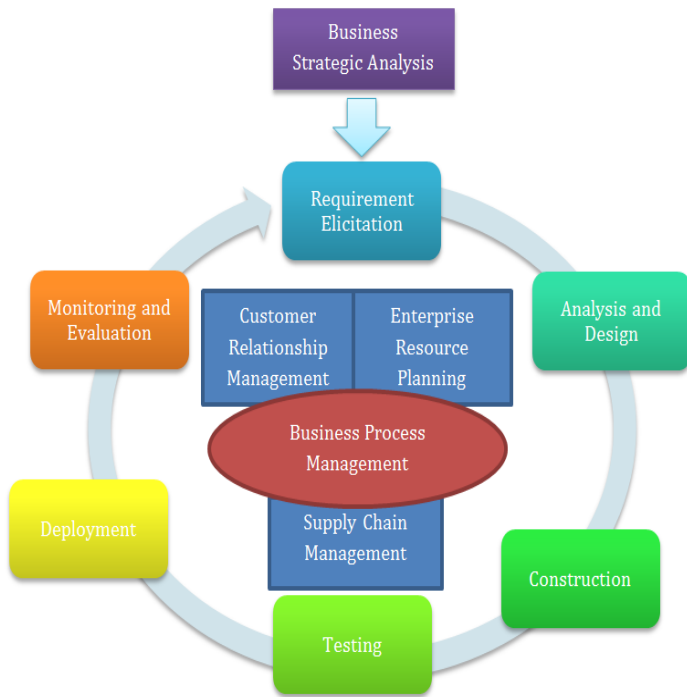 Business
Strategic Analysis
Requirement
Elicitation
Monitoring and
Evaluation
Analysis and
Design
Customer
Relationship
Management
Enterprise
Resource
Planning
Business Process
Management
Deployment
Supply Chain
Management
Construction
Testing